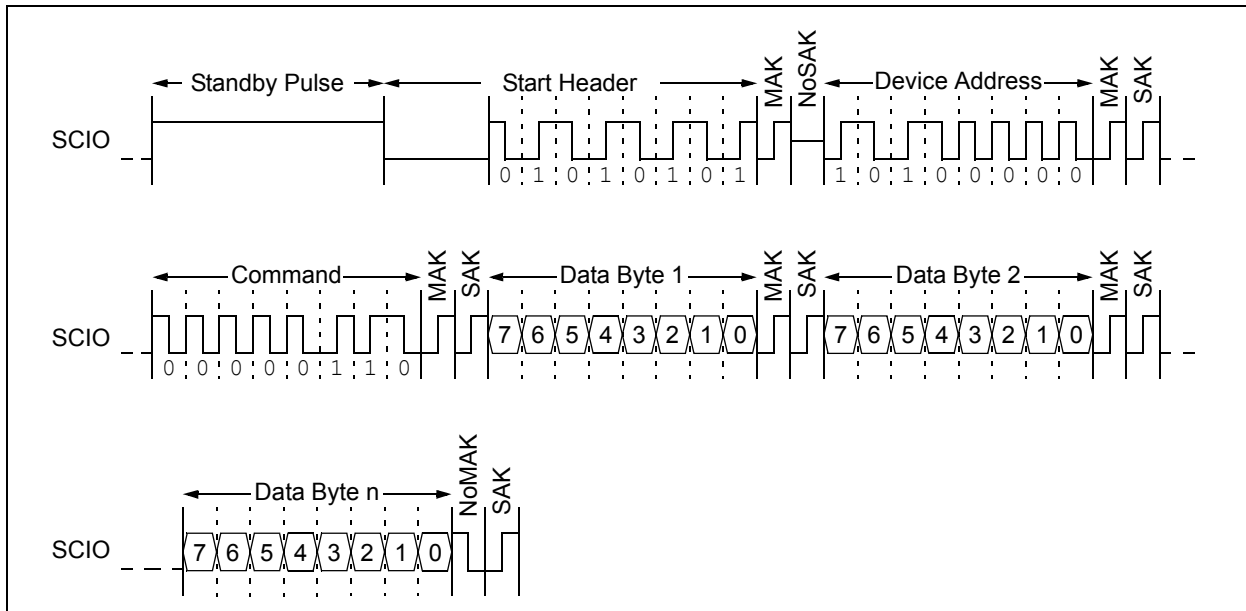 Standby Pulse Start Header MAK NoSAK Device Address MAK SAK
SCIO
0 1 0 1 0 1 0 1 1 0 1 0 0 0 0 0
Command MAK SAK Data Byte 1 MAK SAK Data Byte 2 MAK SAK
SCIO
7 6 5 4 3 2 1 0 7 6 5 4 3 2 1 0
0 0 0 0 0 1 1 0
Data Byte n NoMAK SAK
SCIO
7 6 5 4 3 2 1 0